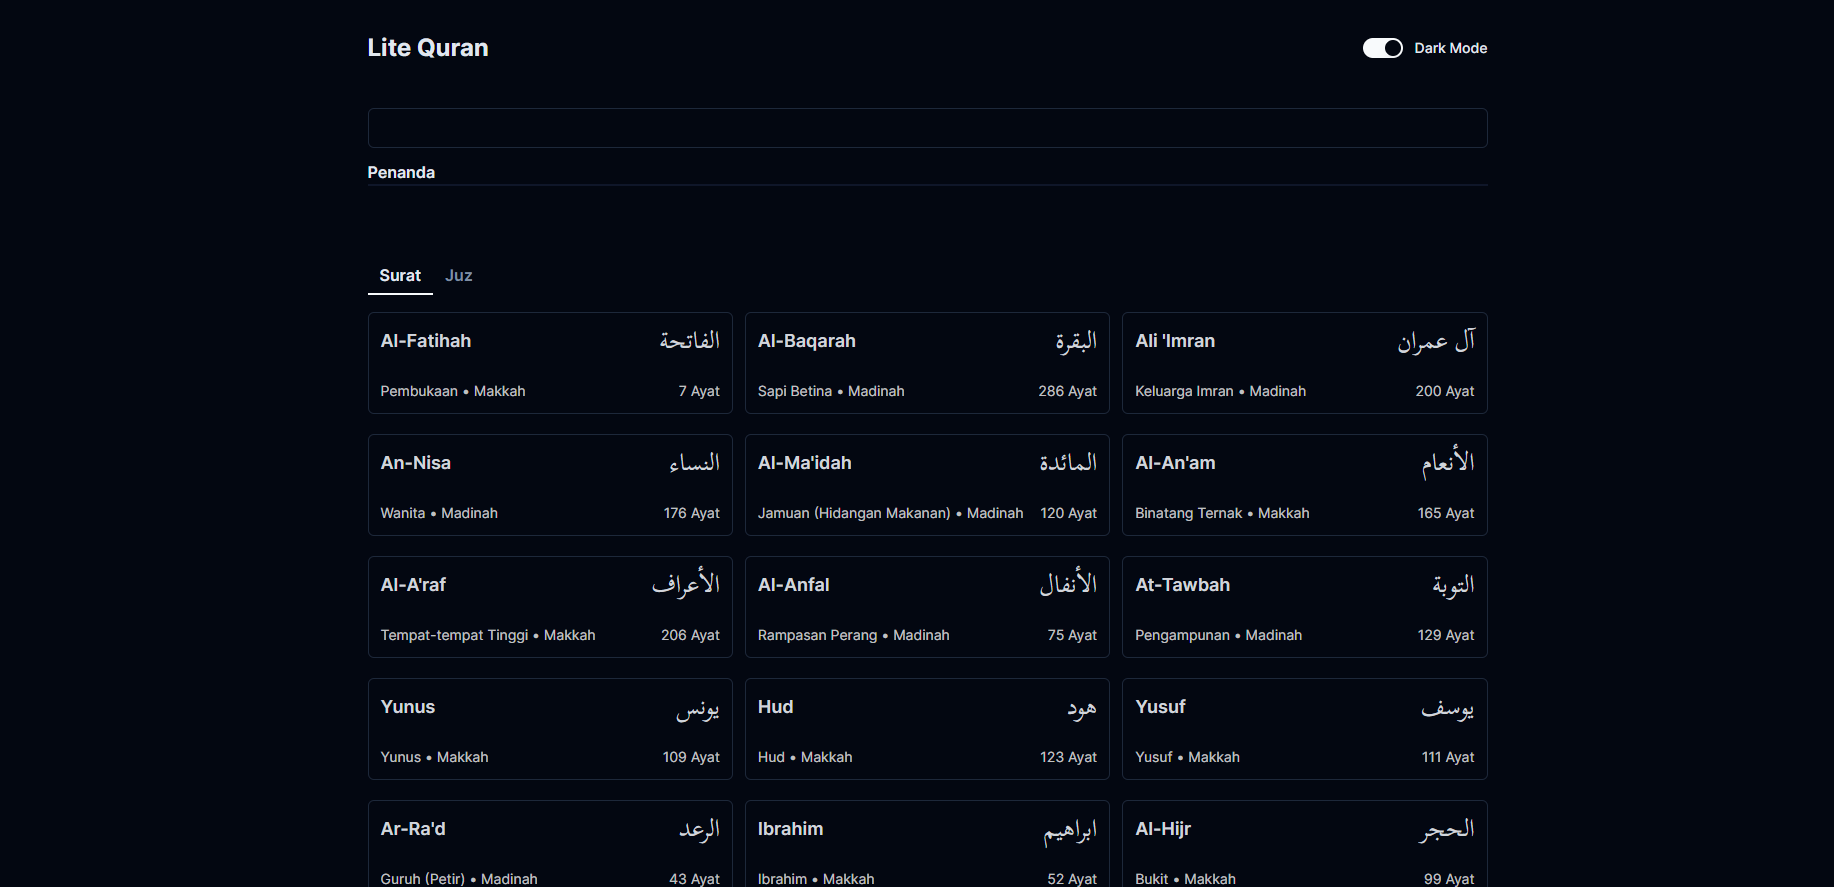 Lite Quran
Dark Mode
Penanda
Surat Juz
Al-Fatihah الفاتحة
Pembukaan • Makkah 7 Ayat
Al-Baqarah البقرة
Sapi Betina • Madinah 286 Ayat
Ali 'Imran آل عمران
Keluarga Imran • Madinah 200 Ayat
An-Nisa النساء
Wanita • Madinah 176 Ayat
Al-Ma'idah المائدة
Jamuan (Hidangan Makanan) • Madinah 120 Ayat
Al-An'am الأنعام
Binatang Ternak • Makkah 165 Ayat
Al-A'raf الأعراف
Tempat-tempat Tinggi • Makkah 206 Ayat
Al-Anfal الأنفال
Rampasan Perang • Madinah 75 Ayat
At-Tawbah التوبة
Pengampunan • Madinah 129 Ayat
Yunus يونس
Yunus • Makkah 109 Ayat
Hud هود
Hud • Makkah 123 Ayat
Yusuf يوسف
Yusuf • Makkah 111 Ayat
Ar-Ra'd الرعد
Guruh (Petir) • Madinah 43 Ayat
Ibrahim ابراهيم
Ibrahim • Makkah 52 Ayat
Al-Hijr الحجر
Bukit • Makkah 99 Ayat